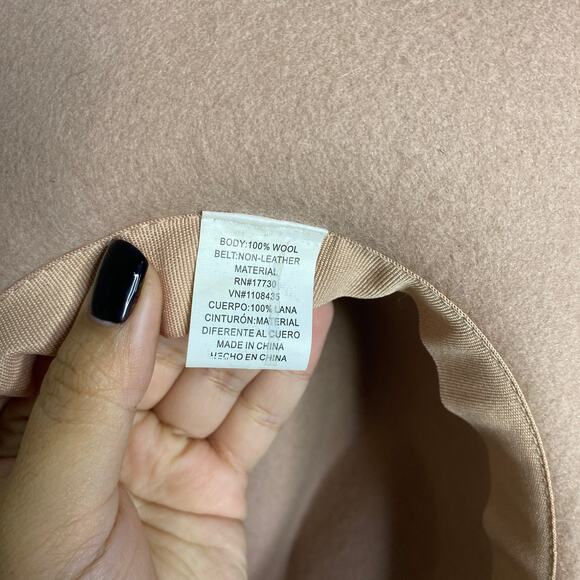 BODY:100% WOOL
BELT:NON-LEATHER
MATERIAL
RN#17730
VN#1108435
CUERPO:100% LANA
CINTURÓN:MATERIAL
DIFERENTE AL CUERO
MADE IN CHINA
HECHO EN CHINA